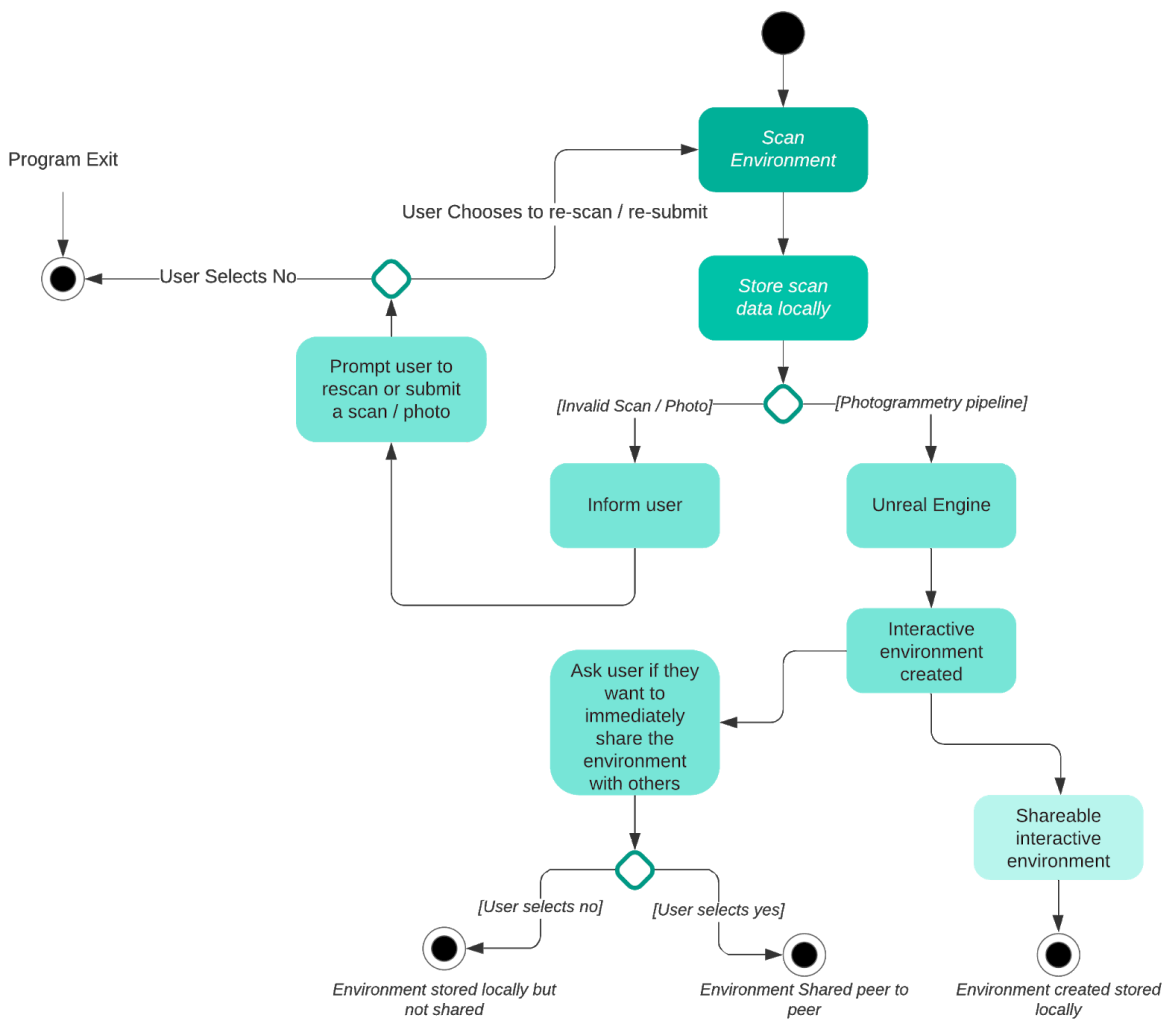 Scan
Environment
Program Exit
User Chooses to re-scan / re-submit
User Selects No
Store scan
data locally
Prompt user to
rescan or submit
a scan / photo
[Invalid Scan / Photo]
[Photogrammetry pipeline]
Inform user
Unreal Engine
Interactive
environment
created
Ask user if they
want to
immediately
share the
environment
with others
Shareable
interactive
environment
[User selects no]
[User selects yes]
Environment stored locally but
not shared
Environment Shared peer to
peer
Environment created stored
locally